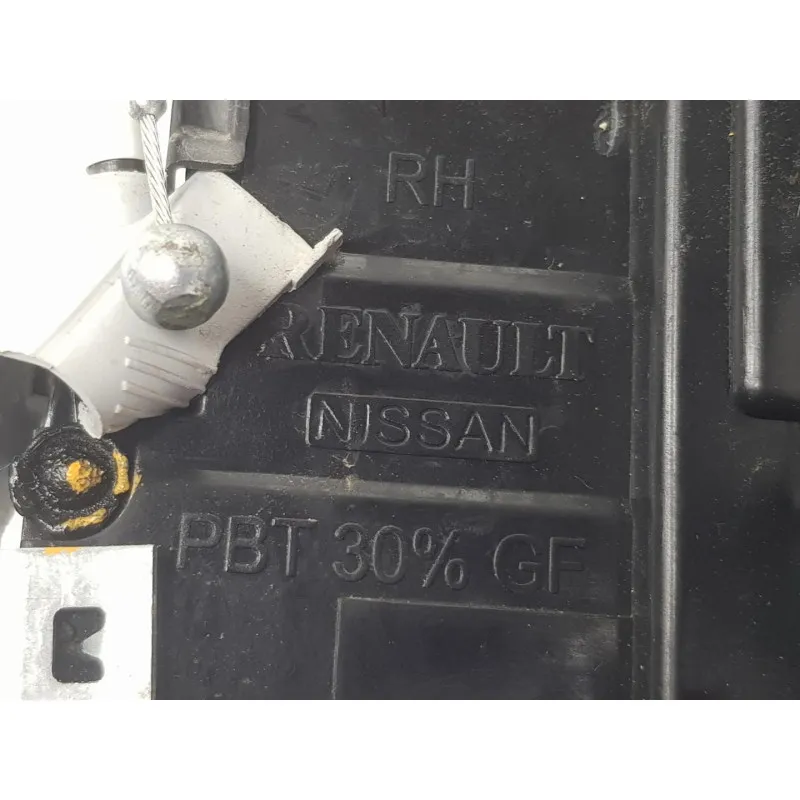 RH
RENAULT
NISSAN
PBT 30% GF